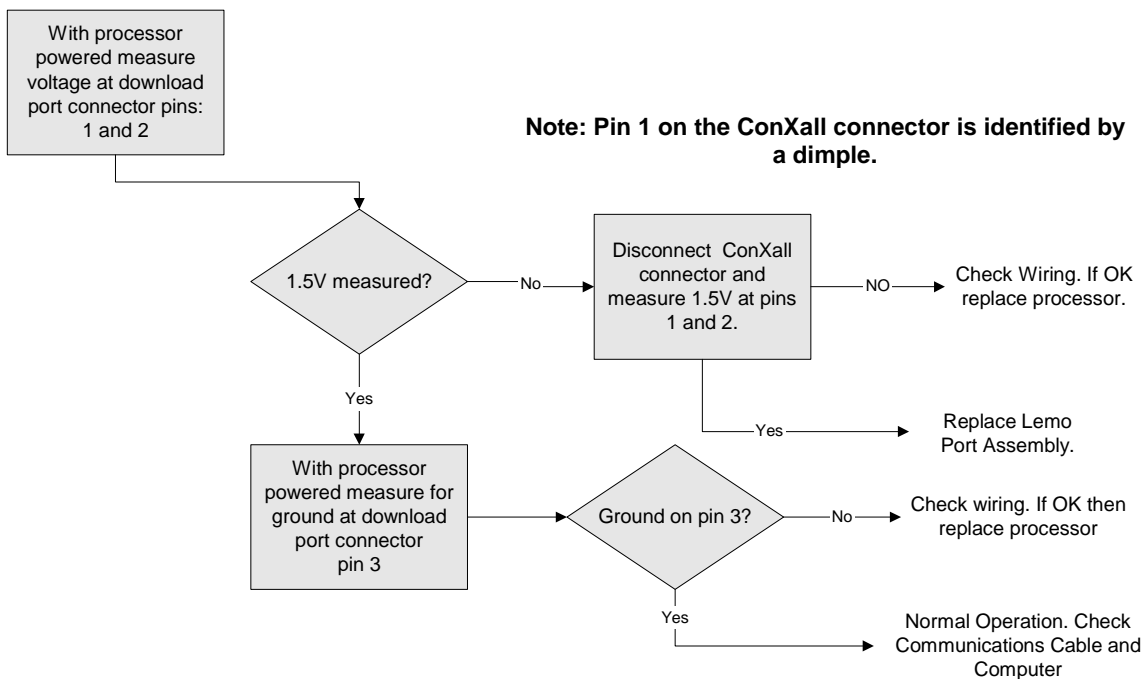 With processor
powered measure
voltage at download
port connector pins:
1 and 2
Note: Pin 1 on the ConXall connector is identified by
a dimple.
1.5V measured?
No
Disconnect ConXall
connector and
measure 1.5V at pins
1 and 2.
NO
Check Wiring. If OK
replace processor.
Yes
Yes
Replace Lemo
Port Assembly.
With processor
powered measure for
ground at download
port connector
pin 3
Ground on pin 3?
No
Check wiring. If OK then
replace processor
Yes
Normal Operation. Check
Communications Cable and
Computer